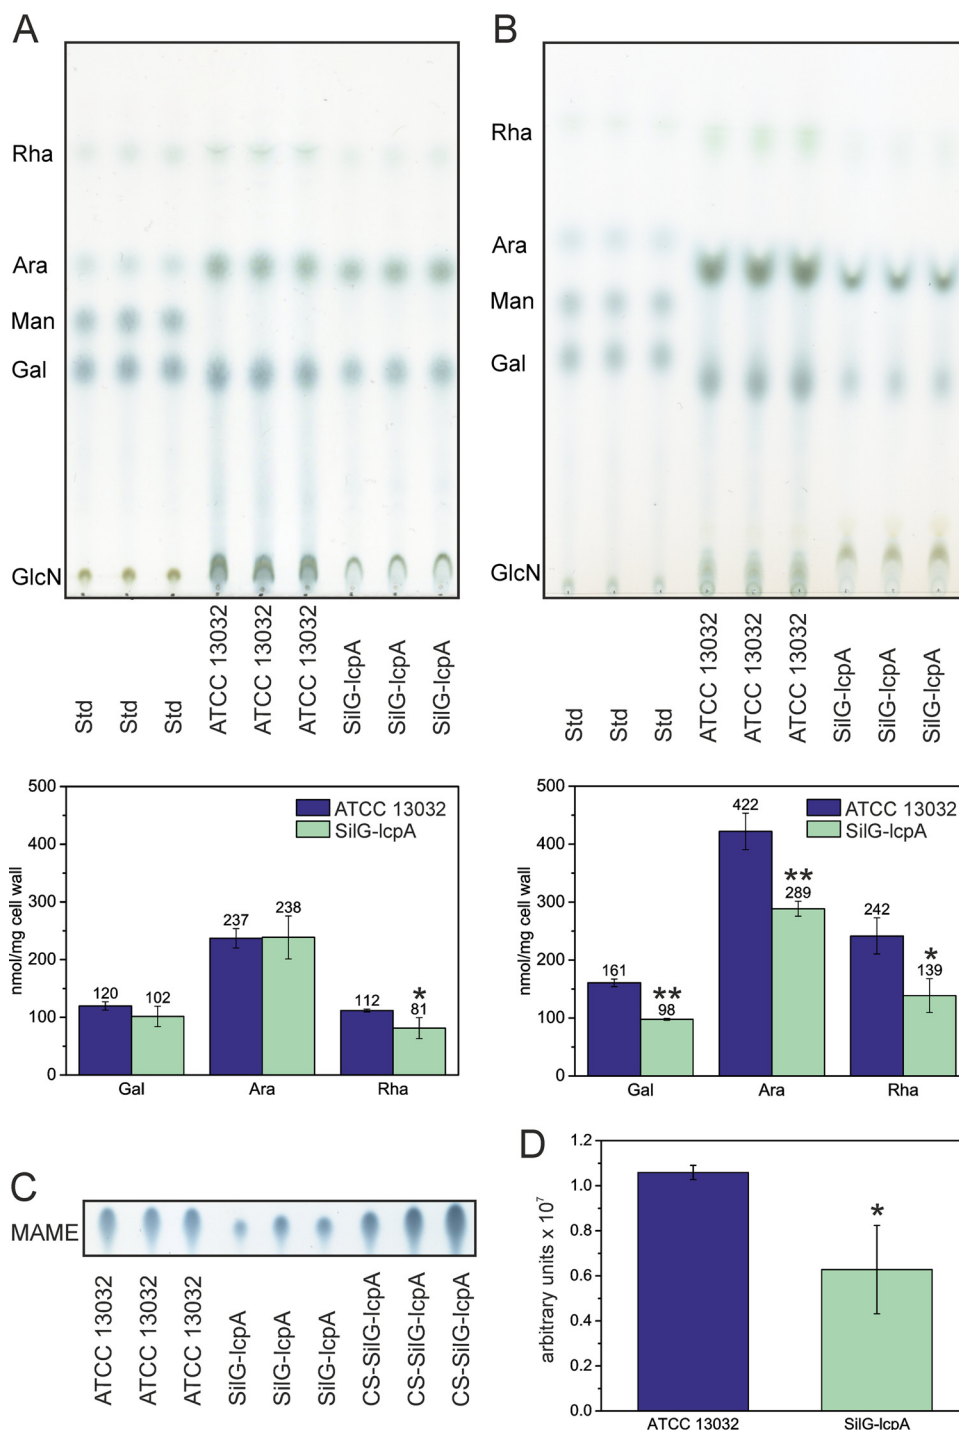 A
Rha
Ara
Man
Gal
GlcN
Std
Std
Std
ATCC 13032
ATCC 13032
ATCC 13032
SilG-lcpA
SilG-lcpA
SilG-lcpA
B
Rha
Ara
Man
Gal
GlcN
Std
Std
Std
ATCC 13032
ATCC 13032
ATCC 13032
SilG-lcpA
SilG-lcpA
SilG-lcpA
nmol/mg cell wall
500
400
300
200
100
0
ATCC 13032
SilG-lcpA
120
102
237
238
112
*
81
Gal Ara Rha
nmol/mg cell wall
500
400
300
200
100
0
ATCC 13032
SilG-lcpA
161
**
98
422
**
289
242
*
139
Gal Ara Rha
C
MAME
ATCC 13032
ATCC 13032
ATCC 13032
SilG-lcpA
SilG-lcpA
SilG-lcpA
CS-SilG-lcpA
CS-SilG-lcpA
CS-SilG-lcpA
D
arbitrary units x 10⁷
1.2
1.0
0.8
0.6
0.4
0.2
0.0
*
ATCC 13032 SilG-lcpA